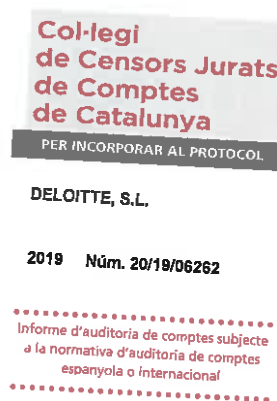 Col·legi
de Censors Jurats
de Comptes
de Catalunya
PER INCORPORAR AL PROTOCOL
DELOITTE, S.L.
2019 Núm. 20/19/06262
Informe d'auditoria de comptes subjecte
a la normativa d'auditoria de comptes
espanyola o internacional